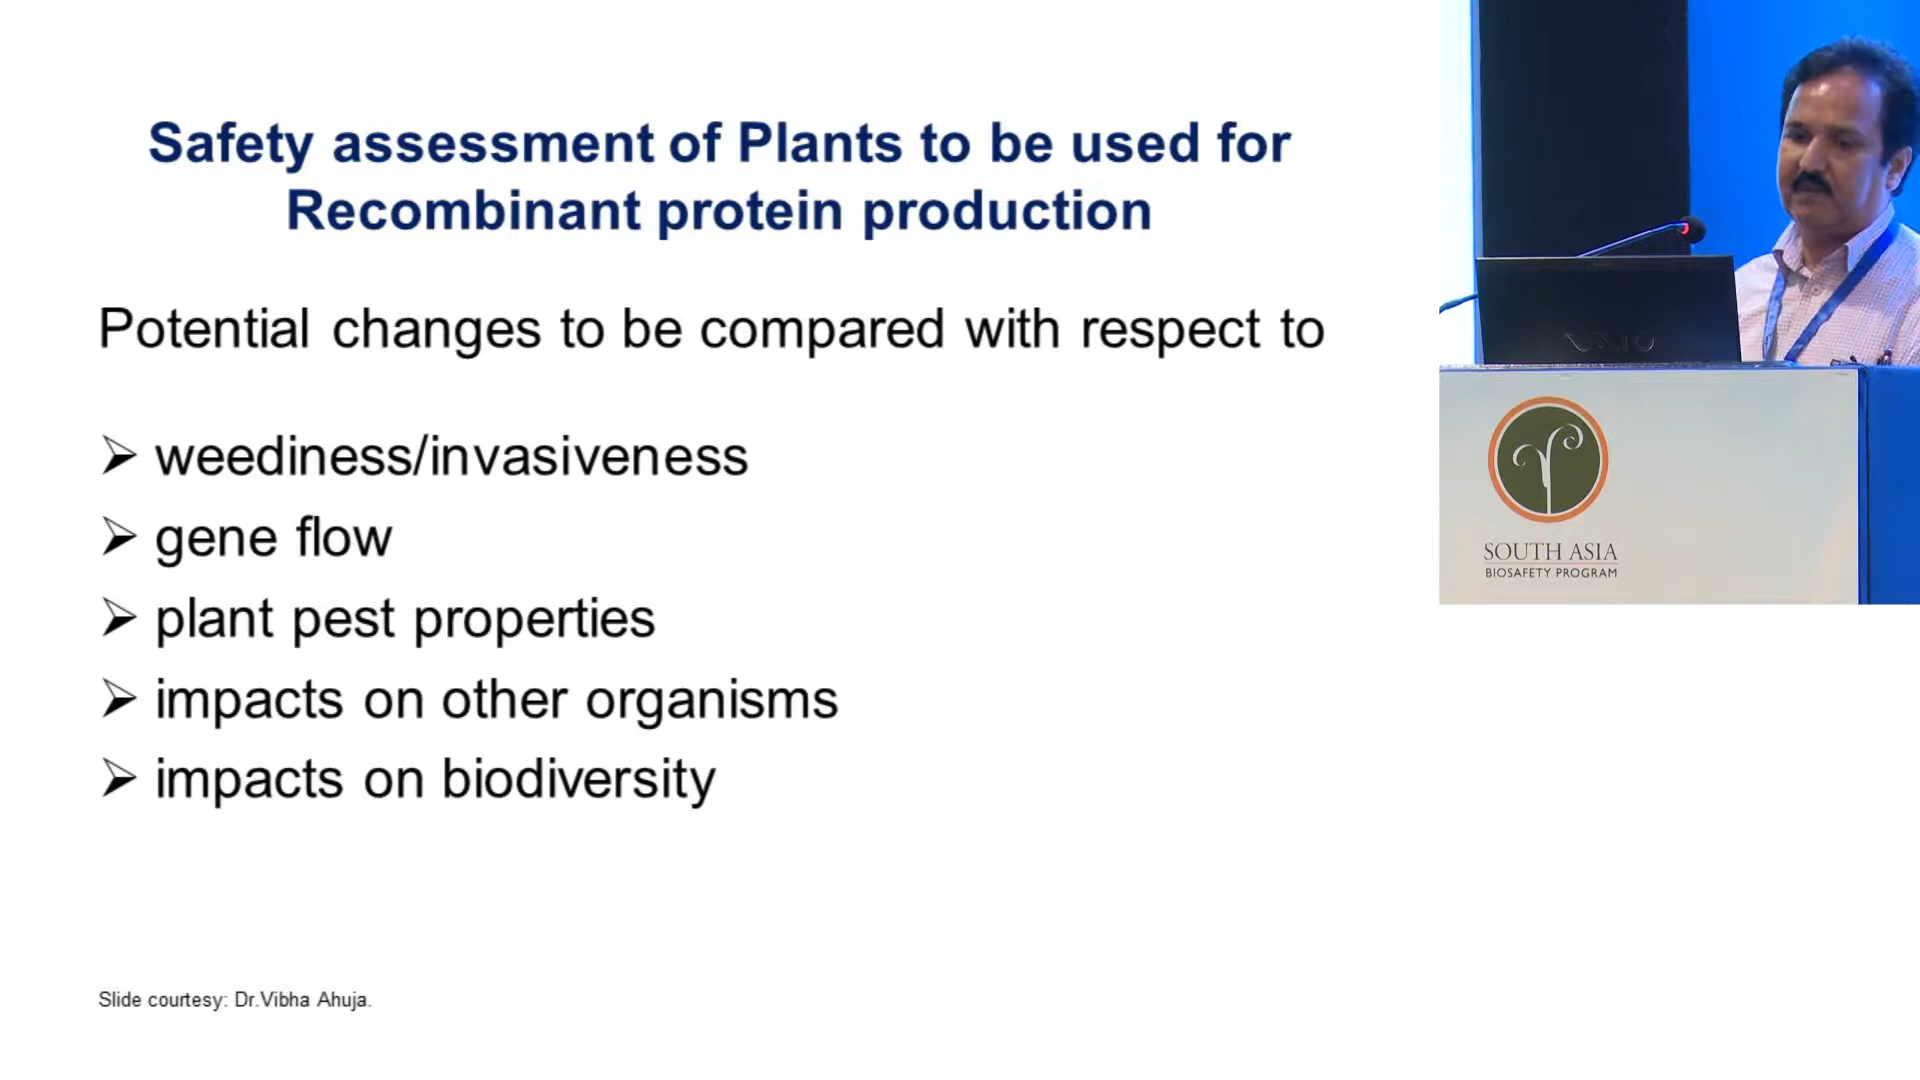 Safety assessment of Plants to be used for
Recombinant protein production
Potential changes to be compared with respect to
➢ weediness/invasiveness
➢ gene flow
➢ plant pest properties
➢ impacts on other organisms
➢ impacts on biodiversity
Slide courtesy: Dr.Vibha Ahuja.
VAIO
SOUTH ASIA
BIOSAFETY PROGRAM